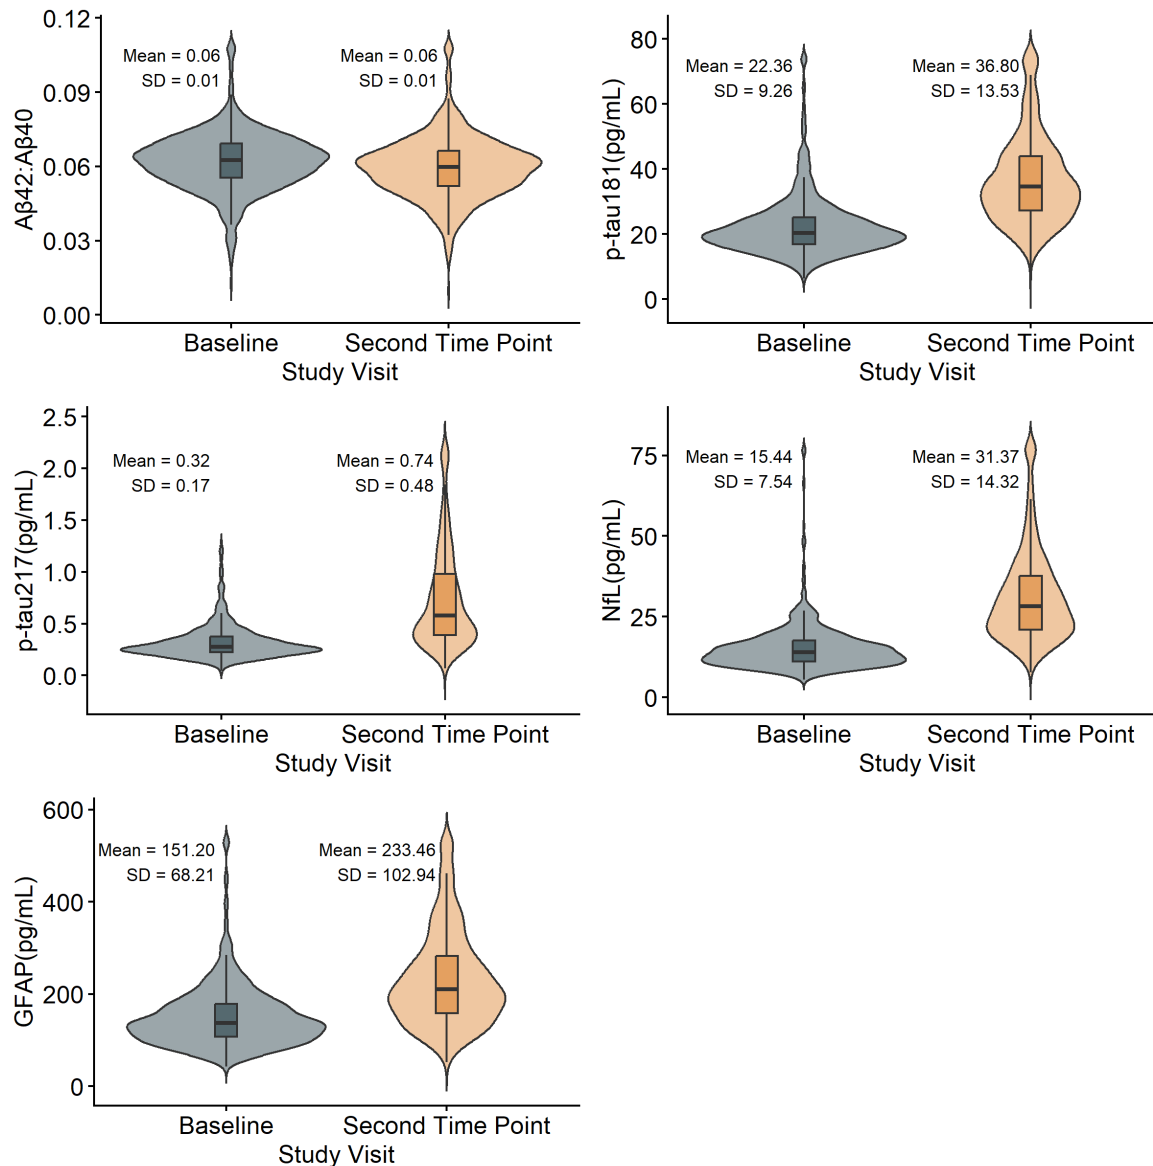 Aβ42:Aβ40
0.12
0.09
0.06
0.03
0.00
Mean = 0.06
SD = 0.01
Mean = 0.06
SD = 0.01
Baseline
Second Time Point
Study Visit
p-tau181(pg/mL)
80
60
40
20
0
Mean = 22.36
SD = 9.26
Mean = 36.80
SD = 13.53
Baseline
Second Time Point
Study Visit
p-tau217(pg/mL)
2.5
2.0
1.5
1.0
0.5
0.0
Mean = 0.32
SD = 0.17
Mean = 0.74
SD = 0.48
Baseline
Second Time Point
Study Visit
NfL(pg/mL)
75
50
25
0
Mean = 15.44
SD = 7.54
Mean = 31.37
SD = 14.32
Baseline
Second Time Point
Study Visit
GFAP(pg/mL)
600
400
200
0
Mean = 151.20
SD = 68.21
Mean = 233.46
SD = 102.94
Baseline
Second Time Point
Study Visit